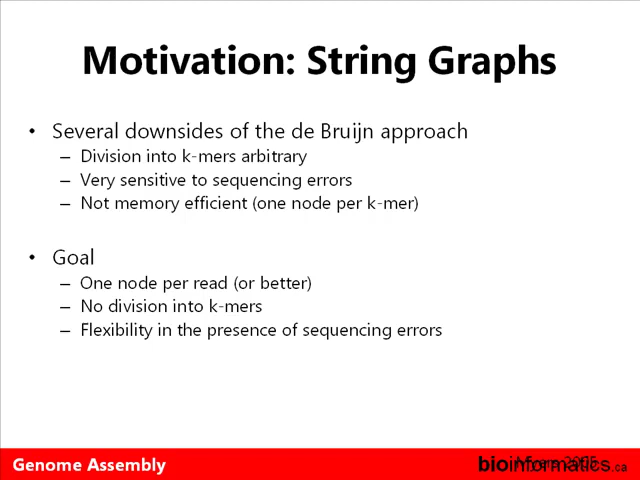 Motivation: String Graphs
• Several downsides of the de Bruijn approach
– Division into k-mers arbitrary
– Very sensitive to sequencing errors
– Not memory efficient (one node per k-mer)
• Goal
– One node per read (or better)
– No division into k-mers
– Flexibility in the presence of sequencing errors
Genome Assembly
bioinformatics.ca
Myers 2005